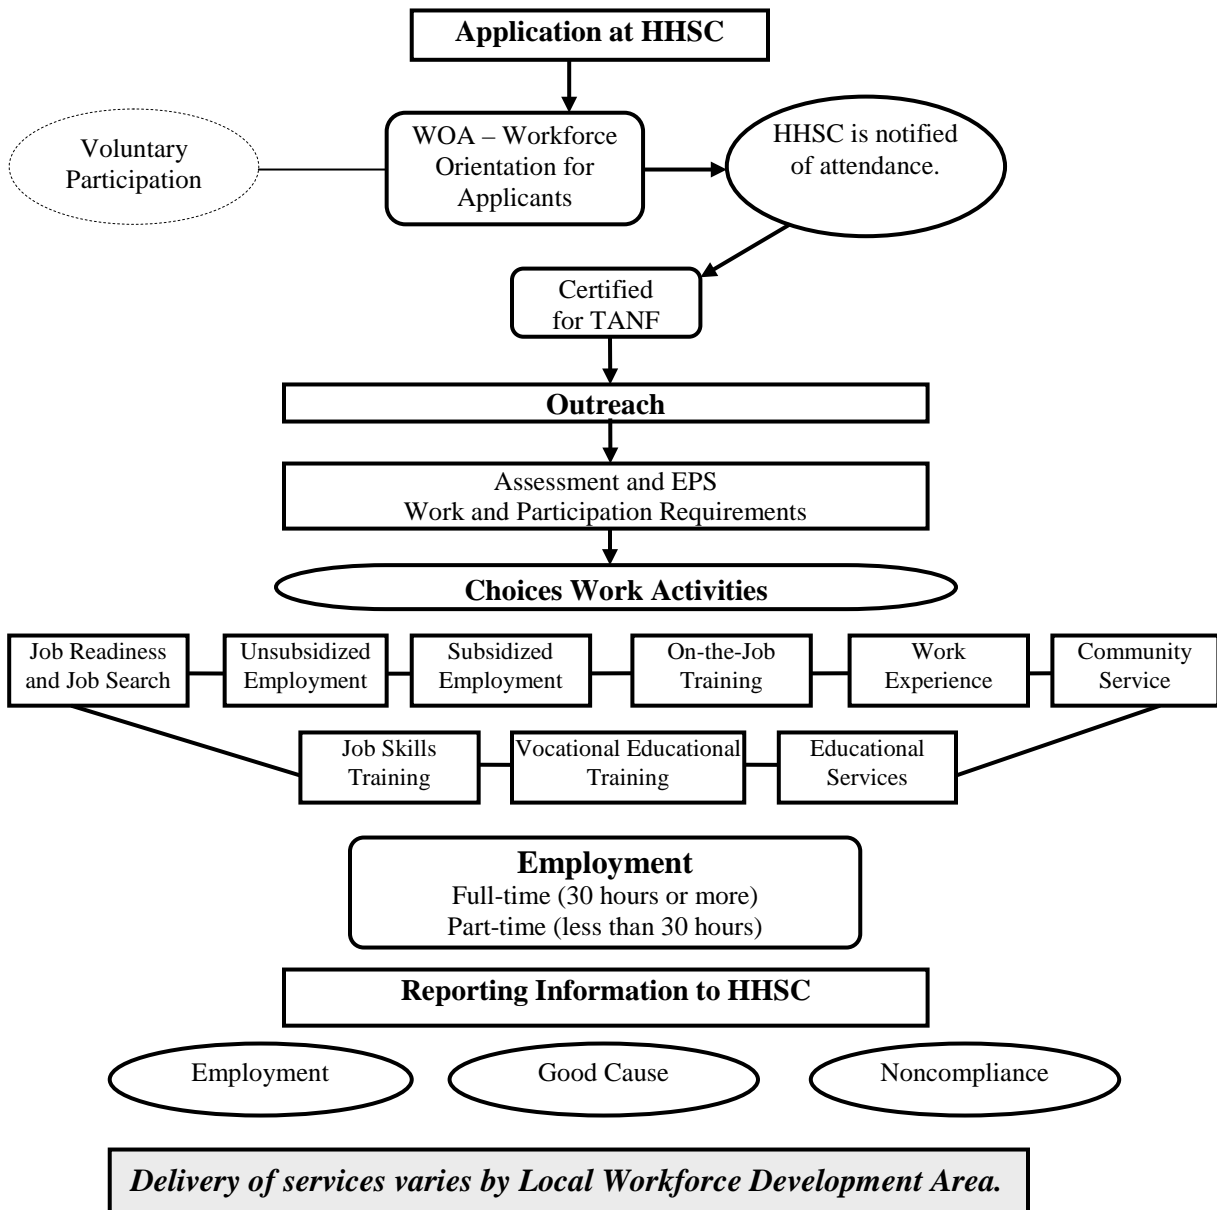 Application at HHSC
Voluntary
Participation
WOA – Workforce
Orientation for
Applicants
HHSC is notified
of attendance.
Certified
for TANF
Outreach
Assessment and EPS
Work and Participation Requirements
Choices Work Activities
Job Readiness
and Job Search
Unsubsidized
Employment
Subsidized
Employment
On-the-Job
Training
Work
Experience
Community
Service
Job Skills
Training
Vocational Educational
Training
Educational
Services
Employment
Full-time (30 hours or more)
Part-time (less than 30 hours)
Reporting Information to HHSC
Employment
Good Cause
Noncompliance
Delivery of services varies by Local Workforce Development Area.